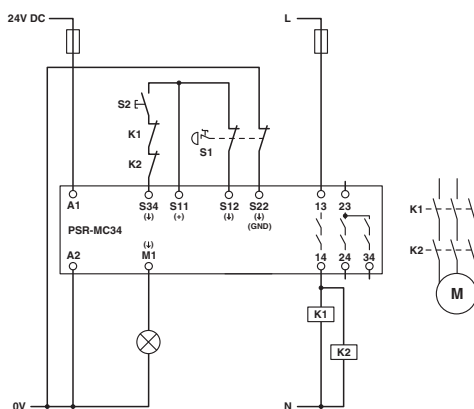 24V DC
L
S2
K1
S1
K2
A1
S34
(↓)
S11
(+)
S12
(↓)
S22
(↓)
(GND)
13
23
PSR-MC34
A2
(↓)
M1
14
24
34
K1
K2
K1
K2
M
0V
N